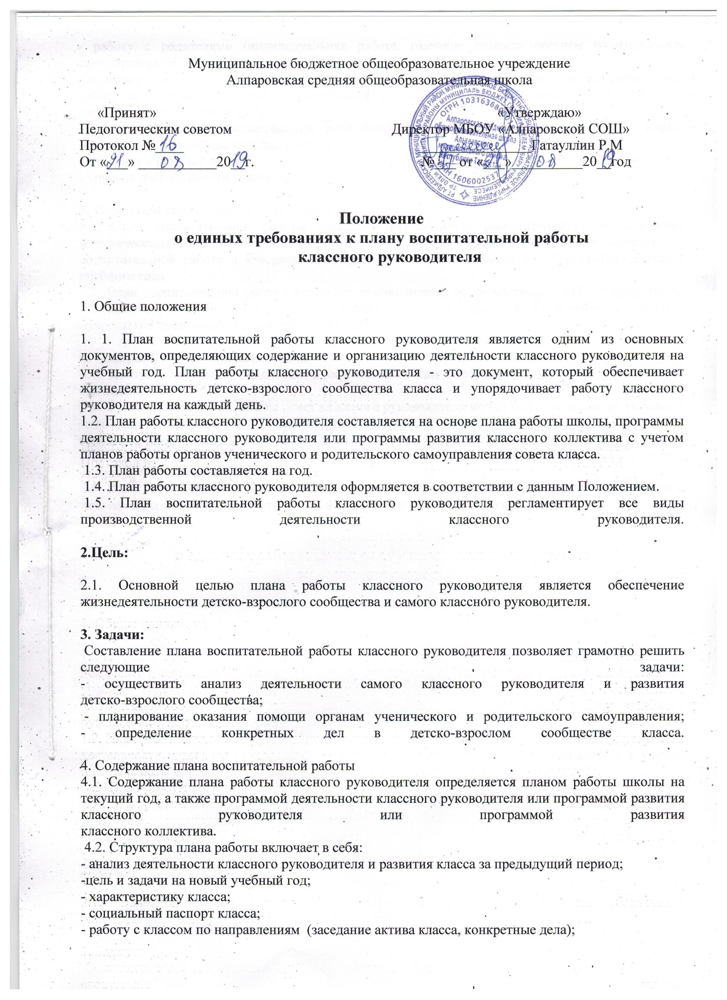 Муниципальное бюджетное общеобразовательное учреждение
Алпаровская средняя общеобразовательная школа
«Принят» «Утверждаю»
Педогогическим советом Директор МБОУ «Алпаровской СОШ»
Протокол № 16 Гатауллин Р.М
От « » 08 2019г. № от « » 08 2019год
Положение
о единых требованиях к плану воспитательной работы
классного руководителя
1. Общие положения
1. 1. План воспитательной работы классного руководителя является одним из основных
документов, определяющих содержание и организацию деятельности классного руководителя на
учебный год. План работы классного руководителя - это документ, который обеспечивает
жизнедеятельность детско-взрослого сообщества класса и упорядочивает работу классного
руководителя на каждый день.
1.2. План работы классного руководителя составляется на основе плана работы школы, программы
деятельности классного руководителя или программы развития классного коллектива с учетом
планов работы органов ученического и родительского самоуправления совета класса.
1.3. План работы составляется на год.
1.4. План работы классного руководителя оформляется в соответствии с данным Положением.
1.5. План воспитательной работы классного руководителя регламентирует все виды
производственной деятельности классного руководителя.
2.Цель:
2.1. Основной целью плана работы классного руководителя является обеспечение
жизнедеятельности детско-взрослого сообщества и самого классного руководителя.
3. Задачи:
Составление плана воспитательной работы классного руководителя позволяет грамотно решить
следующие задачи:
- осуществить анализ деятельности самого классного руководителя и развития
детско-взрослого сообщества;
- планирование оказания помощи органам ученического и родительского самоуправления;
- определение конкретных дел в детско-взрослом сообществе класса.
4. Содержание плана воспитательной работы
4.1. Содержание плана работы классного руководителя определяется планом работы школы на
текущий год, а также программой деятельности классного руководителя или программой развития
классного руководителя или программой развития
классного коллектива.
4.2. Структура плана работы включает в себя:
- анализ деятельности классного руководителя и развития класса за предыдущий период;
-цель и задачи на новый учебный год;
- характеристику класса;
- социальный паспорт класса;
- работу с классом по направлениям (заседание актива класса, конкретные дела);